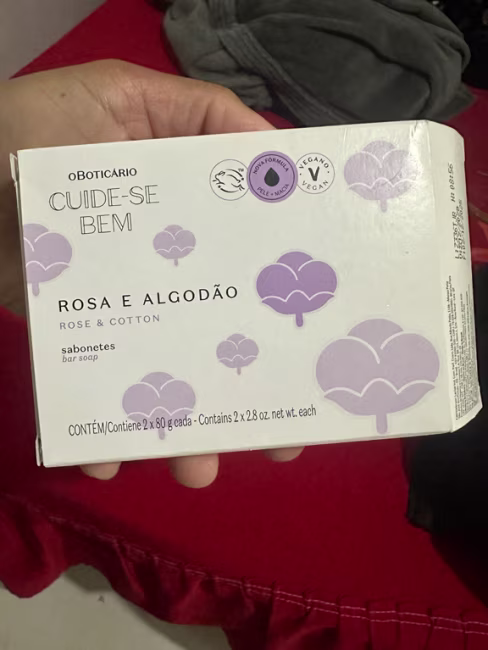 oBOTICÁRIO
CUIDE-SE
BEM
NOVA FÓRMULA
PELE + MACIA
VEGANO
V
VEGAN
ROSA E ALGODÃO
ROSE & COTTON
sabonetes
bar soap
CONTÉM/Contiene 2 x 80 g cada - Contains 2 x 2.8 oz. net wt. each